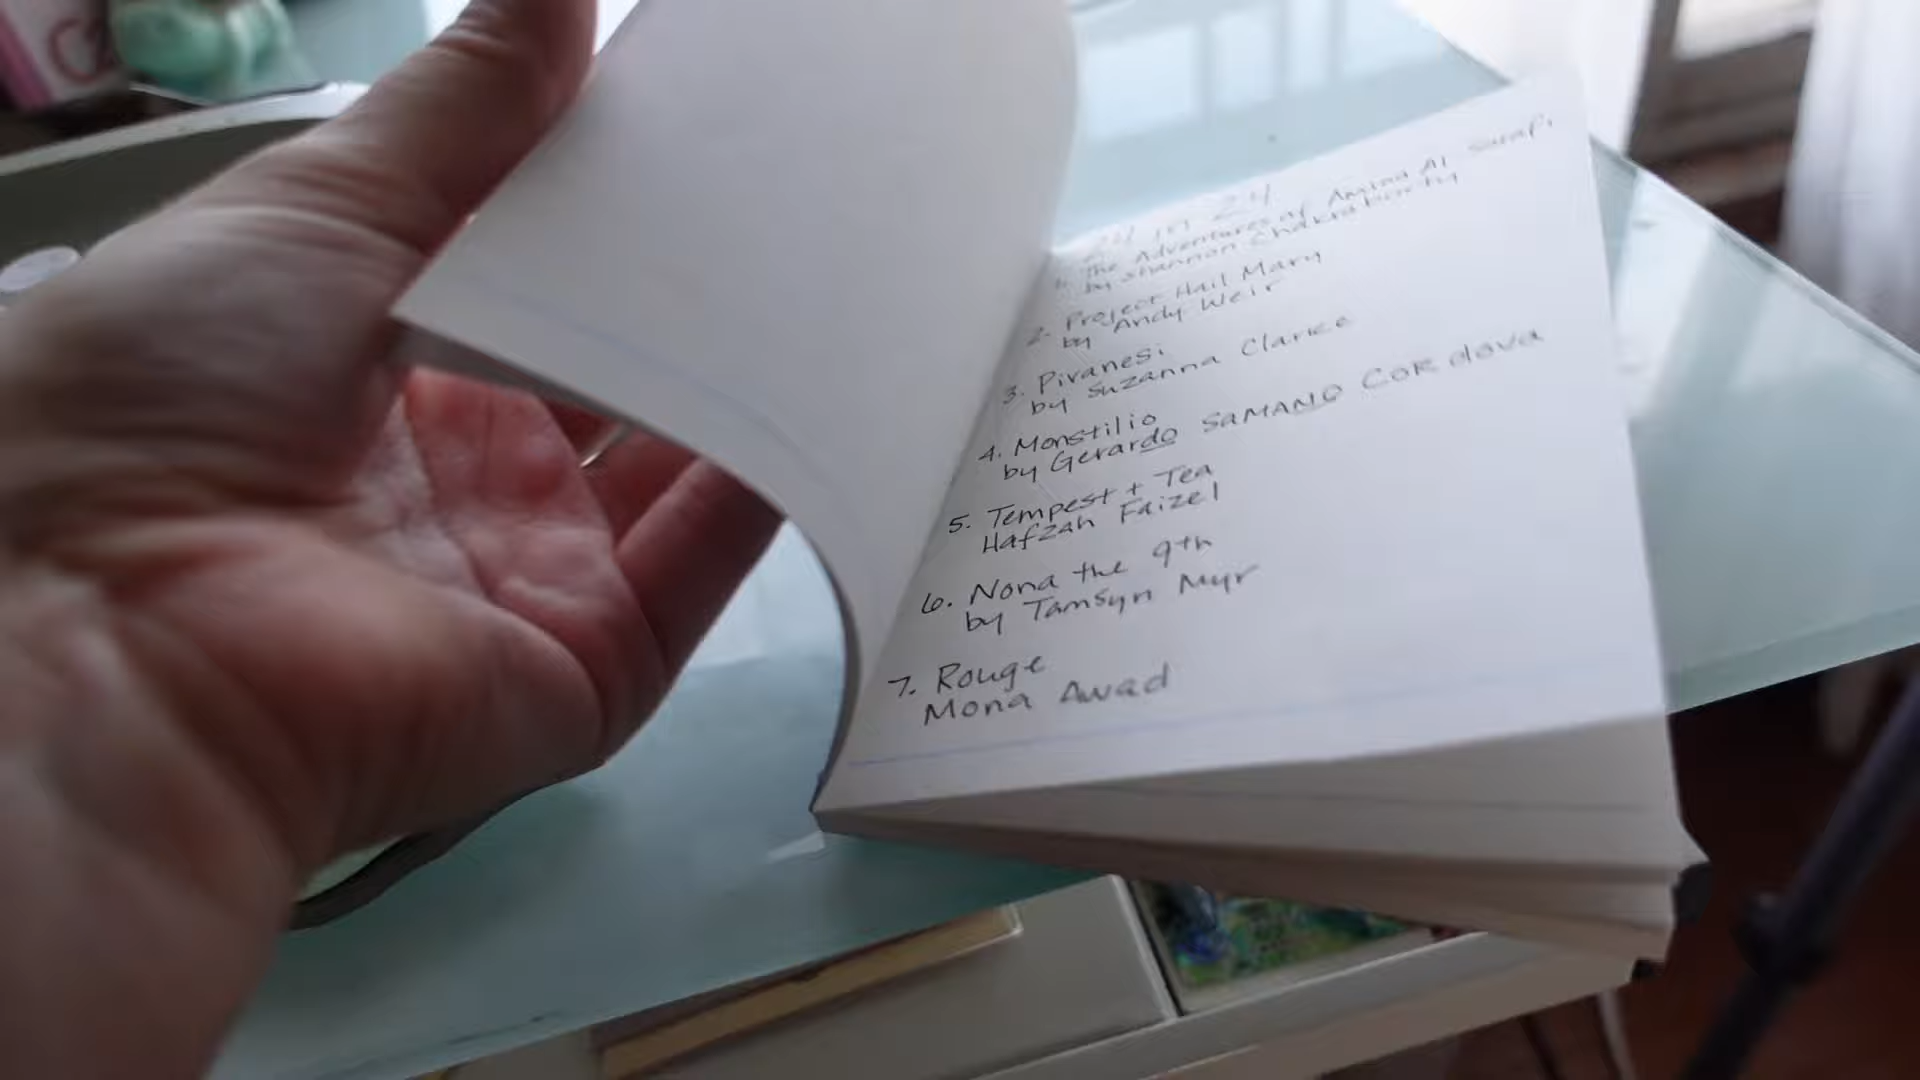 24 in 24
1. The Adventures of Amina Al Sarafi
by Shannon Chakraborty
2. Project Hail Mary
by Andy Weir
3. Piranesi
by Suzanna Clarke
4. Monstilio
by Gerardo SAMANO CORdova
5. Tempest + Tea
Hafzah Faizel
6. Nona the 9th
by Tamsyn Myr
7. Rouge
Mona Awad